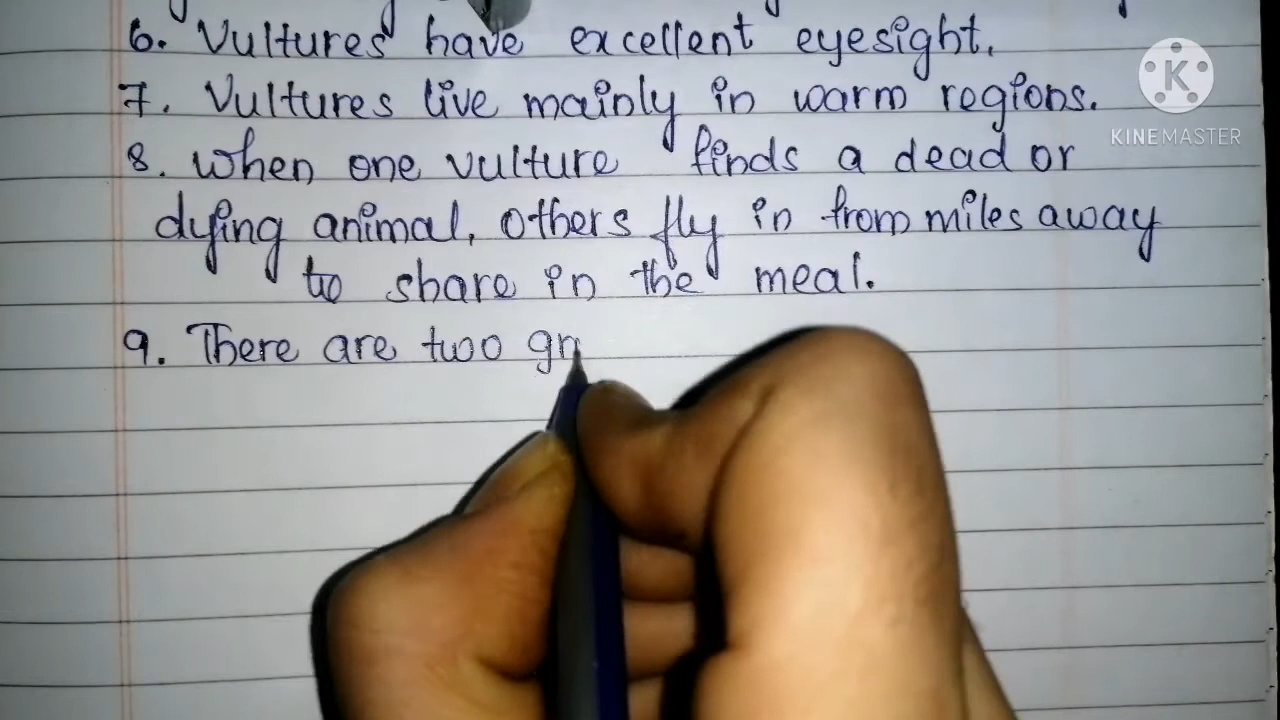 6. Vultures have excellent eyesight.
7. Vultures live mainly in warm regions.
8. When one vulture finds a dead or
dying animal, others fly in from miles away
to share in the meal.
9. There are two gr
K
KINEMASTER